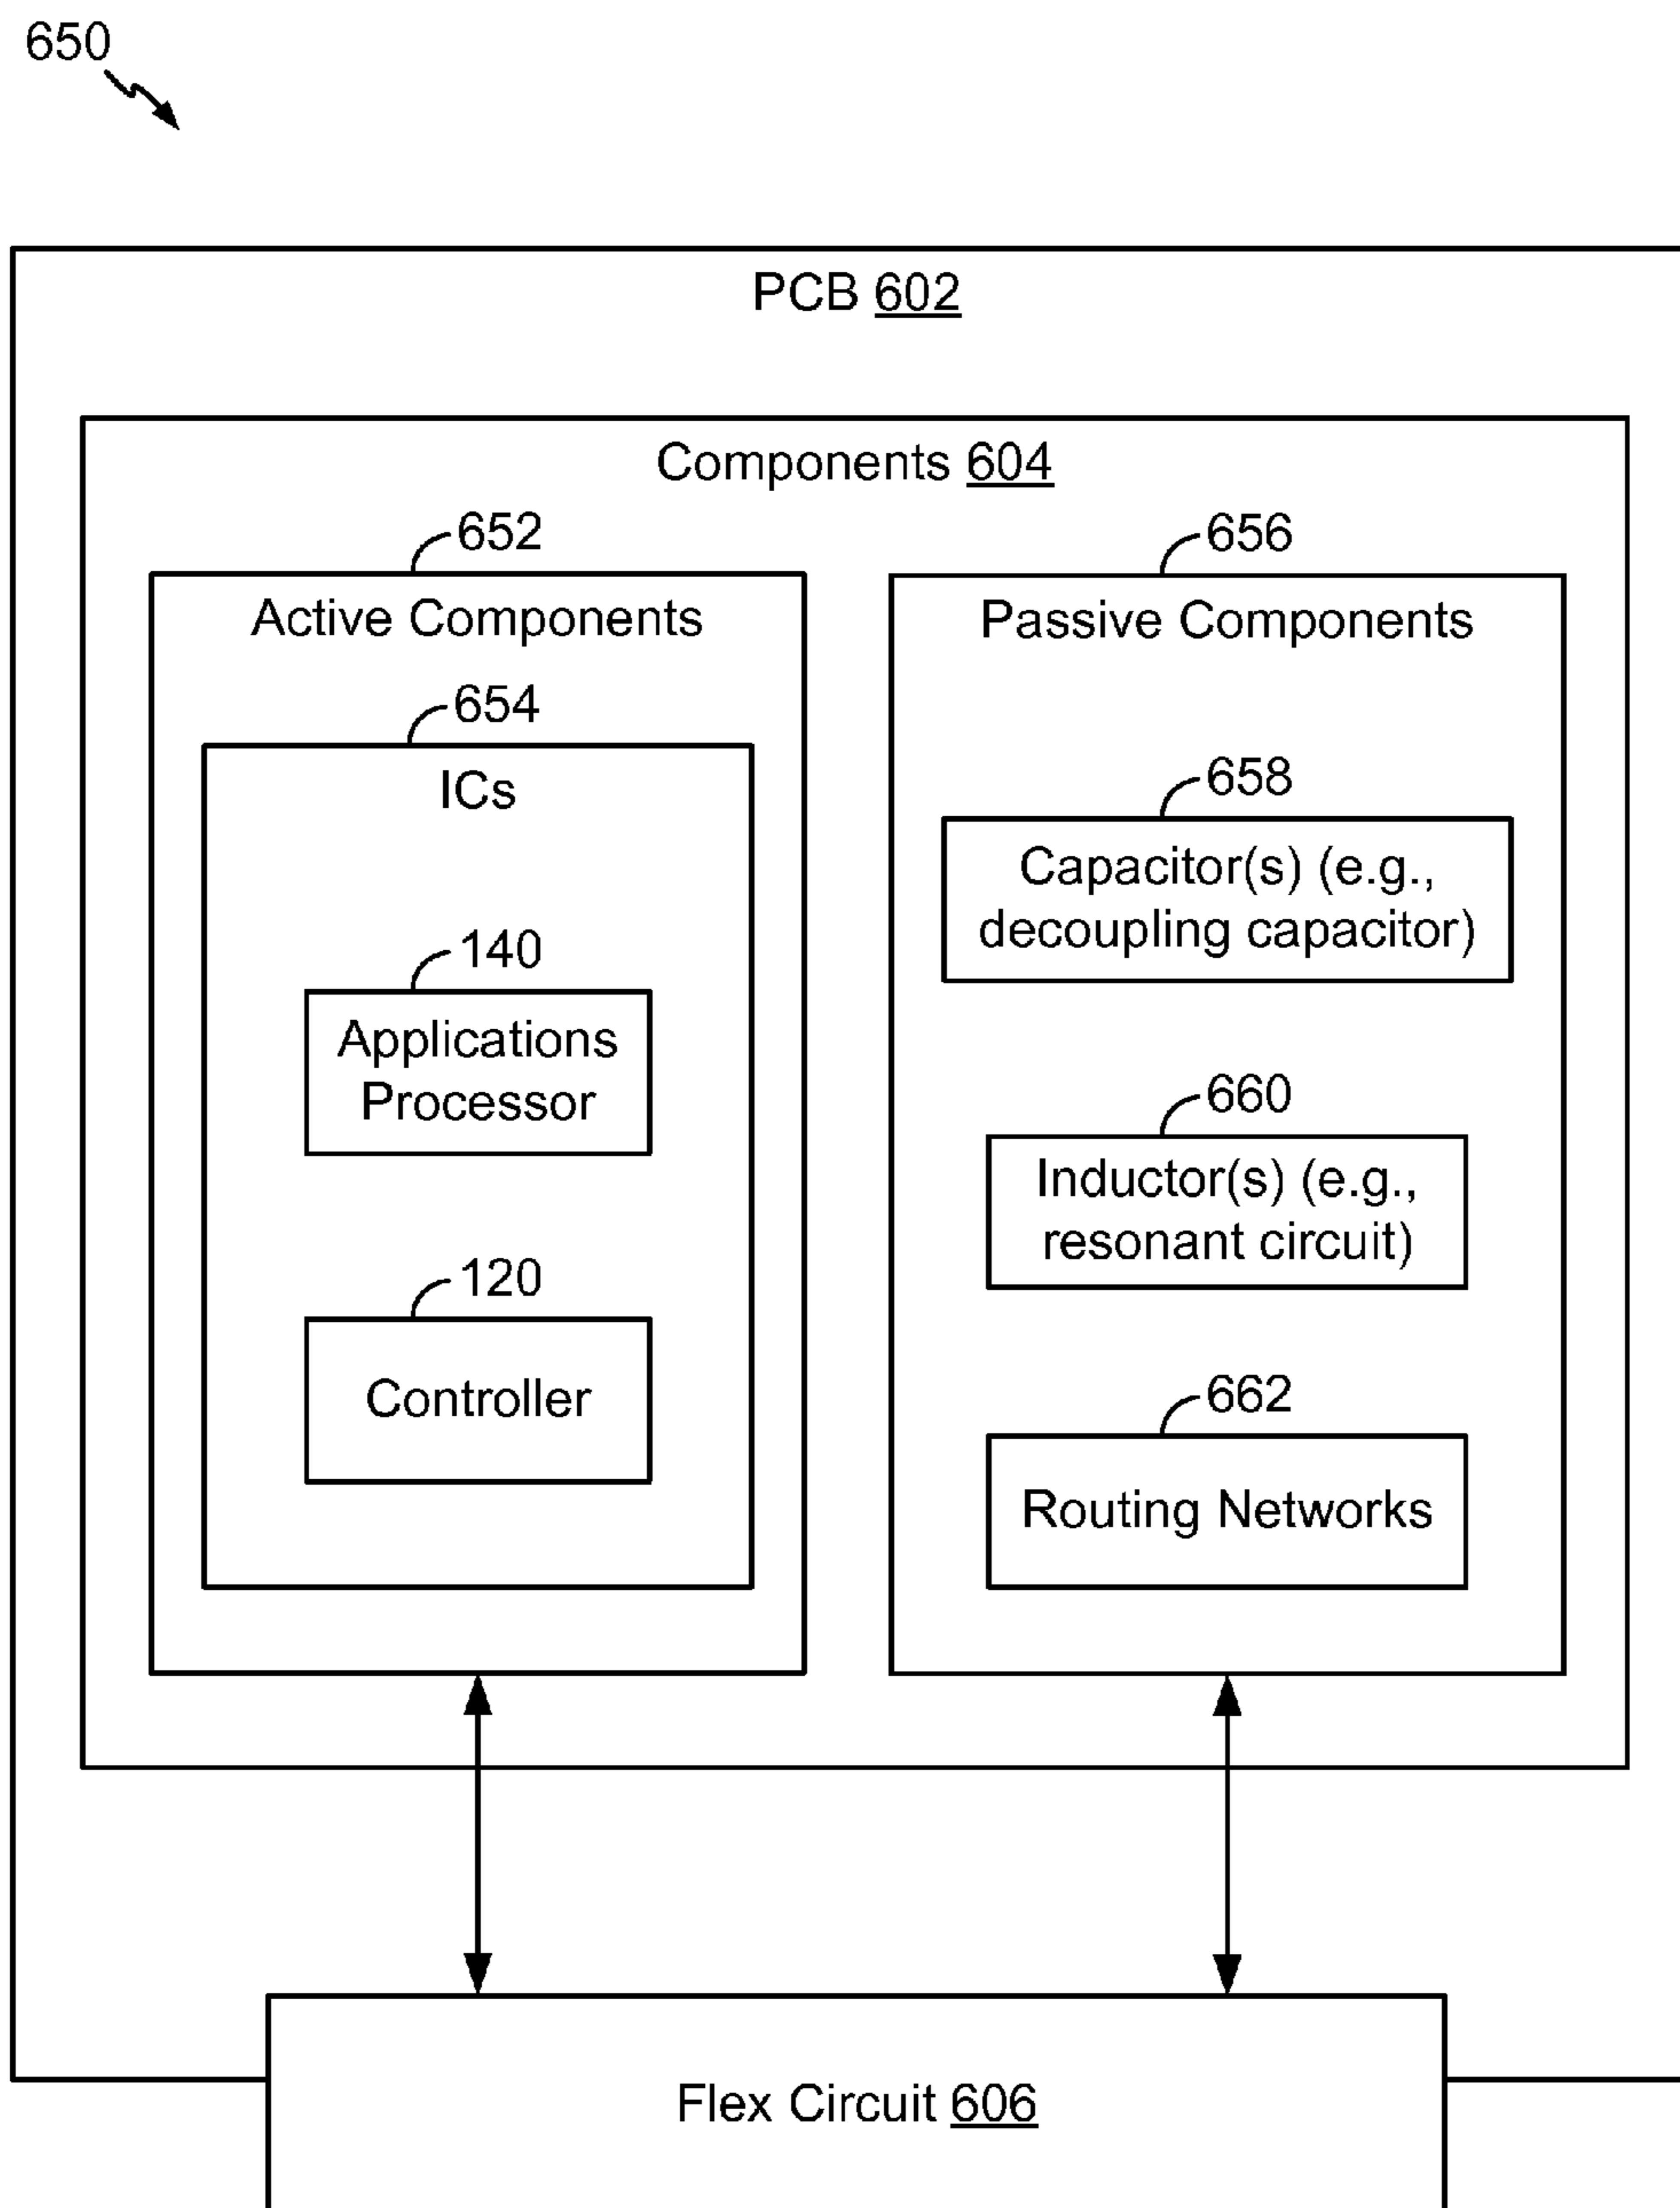 650
PCB 602
Components 604
652
Active Components
654
ICs
140
Applications
Processor
120
Controller
656
Passive Components
658
Capacitor(s) (e.g.,
decoupling capacitor)
660
Inductor(s) (e.g.,
resonant circuit)
662
Routing Networks
Flex Circuit 606